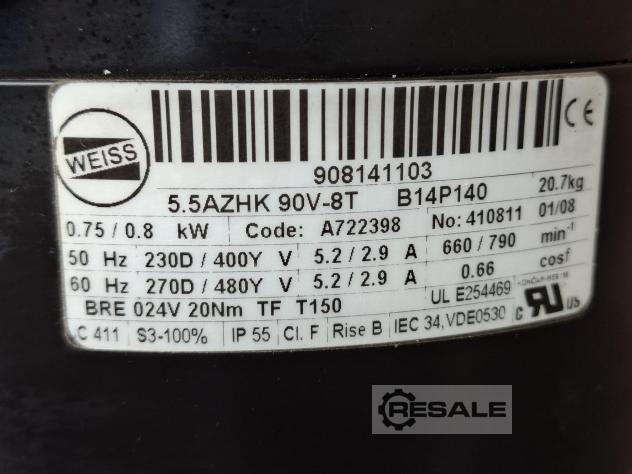 WEISS
CE
908141103
5.5AZHK 90V-8T B14P140 20.7kg
0.75 / 0.8 kW Code: A722398 No: 410811 01/08
50 Hz 230D / 400Y V 5.2 / 2.9 A 660 / 790 min⁻¹
60 Hz 270D / 480Y V 5.2 / 2.9 A 0.66 cosf
BRE 024V 20Nm TF T150 UL E254469
C 411 S3-100% IP 55 Cl. F Rise B IEC 34,VDE0530 c RU us
RESALE